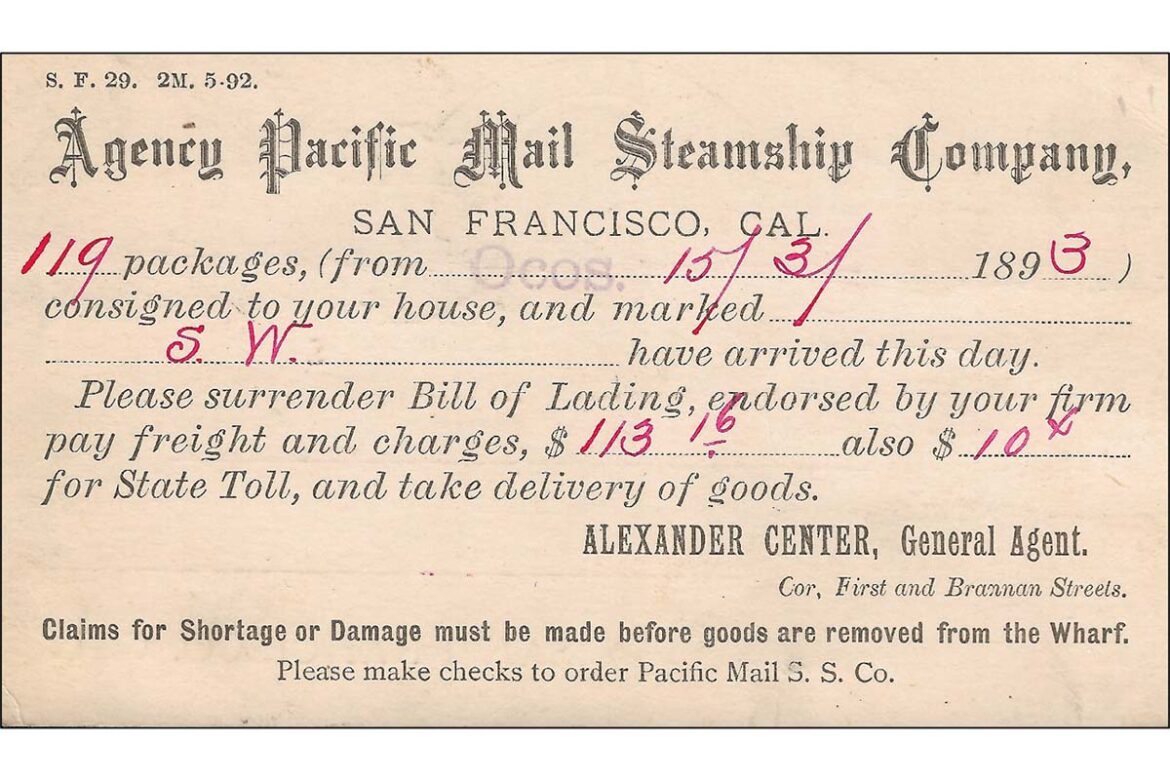 S. F. 29. 2M. 5-92.
Agency Pacific Mail Steamship Company,
SAN FRANCISCO, CAL.
119 packages, (from Ocos. 15/3/ 1893)
consigned to your house, and marked
S. W. have arrived this day.
Please surrender Bill of Lading, endorsed by your firm
pay freight and charges, $ 113 16 also $ 10 x
for State Toll, and take delivery of goods.
ALEXANDER CENTER, General Agent.
Cor, First and Brannan Streets.
Claims for Shortage or Damage must be made before goods are removed from the Wharf.
Please make checks to order Pacific Mail S. S. Co.